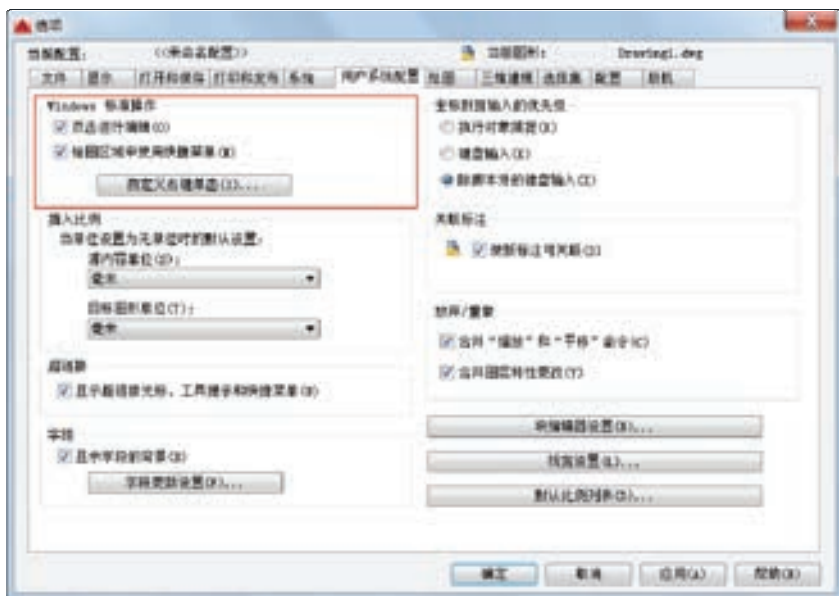 选项
当前配置: <<未命名配置>> 当前图形: Drawing1.dwg
文件 显示 打开和保存 打印和发布 系统 用户系统配置 绘图 三维建模 选择集 配置 联机
Windows 标准操作
双击进行编辑(O)
绘图区域中使用快捷菜单(M)
自定义右键单击(I)...
插入比例
当单位设置为无单位时的默认设置:
源内容单位(S):
毫米
目标图形单位(T):
毫米
超链接
显示超链接光标、工具提示和快捷菜单(H)
字段
显示字段的背景(B)
字段更新设置(F)...
坐标数据输入的优先级
执行对象捕捉(R)
键盘输入(K)
除脚本外的键盘输入(X)
关联标注
使新标注可关联(D)
放弃/重做
合并“缩放”和“平移”命令(C)
合并图层特性更改(Y)
块编辑器设置(N)...
线宽设置(L)...
默认比例列表(D)...
确定 取消 应用(A) 帮助(H)